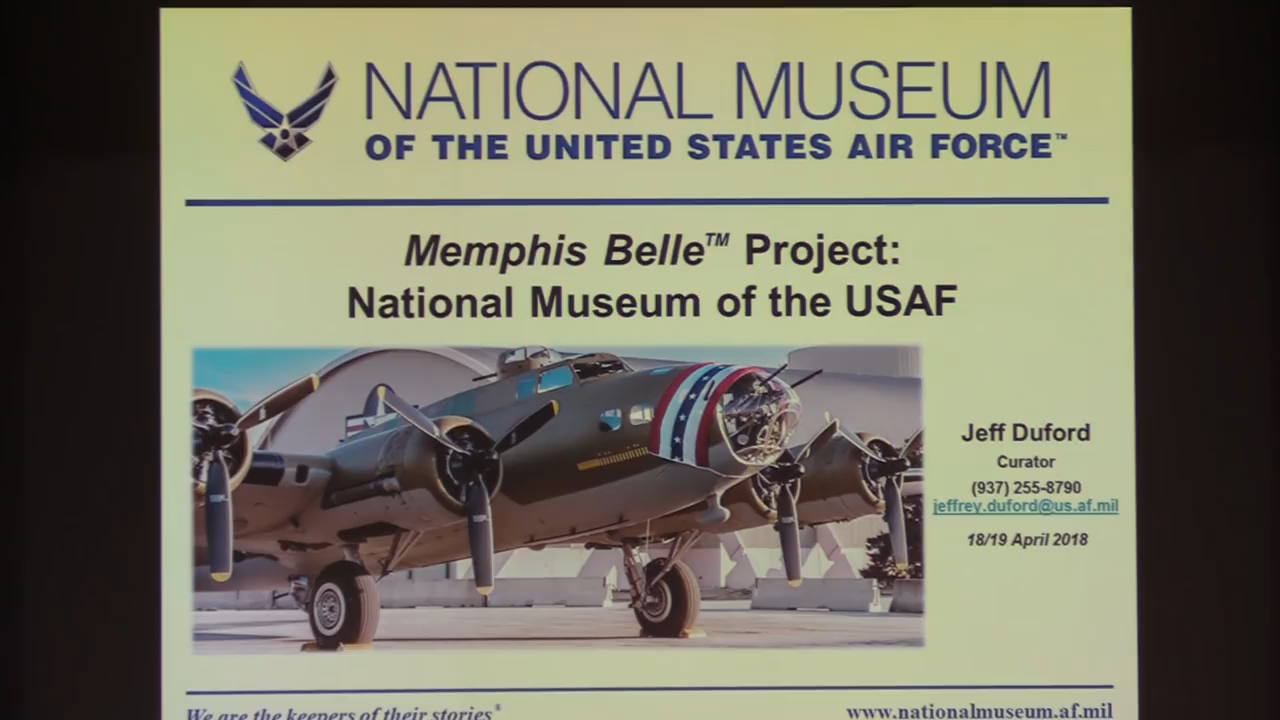 NATIONAL MUSEUM
OF THE UNITED STATES AIR FORCE™
Memphis Belle™ Project:
National Museum of the USAF
Jeff Duford
Curator
(937) 255-8790
jeffrey.duford@us.af.mil
18/19 April 2018
We are the keepers of their stories®
www.nationalmuseum.af.mil